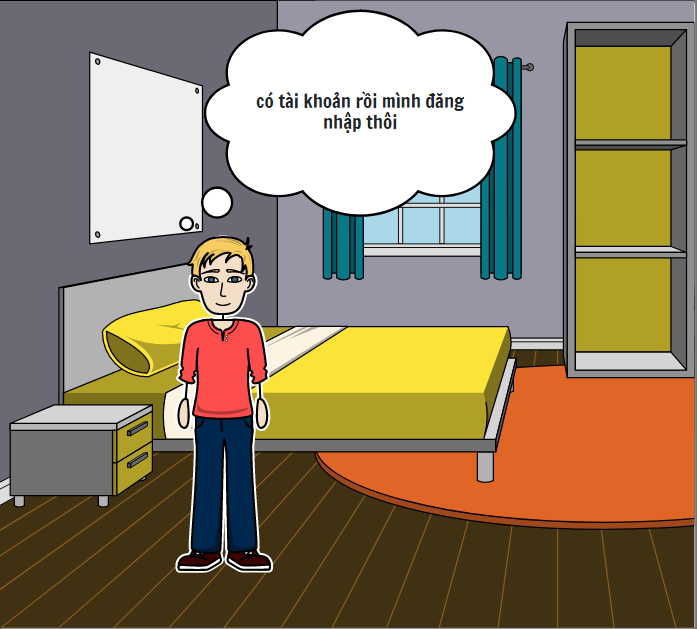 có tài khoản rồi mình đăng
nhập thôi